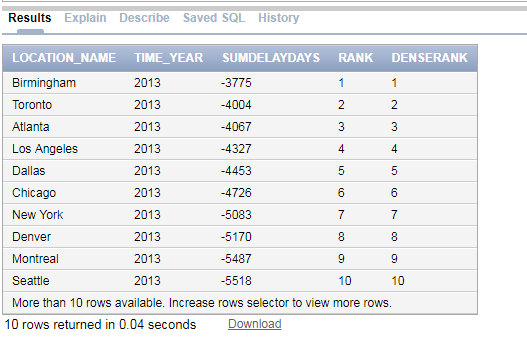 Results Explain Describe Saved SQL History
LOCATION_NAME TIME_YEAR SUMDELAYDAYS RANK DENSERANK
Birmingham 2013 -3775 1 1
Toronto 2013 -4004 2 2
Atlanta 2013 -4067 3 3
Los Angeles 2013 -4327 4 4
Dallas 2013 -4453 5 5
Chicago 2013 -4726 6 6
New York 2013 -5083 7 7
Denver 2013 -5170 8 8
Montreal 2013 -5487 9 9
Seattle 2013 -5518 10 10
More than 10 rows available. Increase rows selector to view more rows.
10 rows returned in 0.04 seconds Download